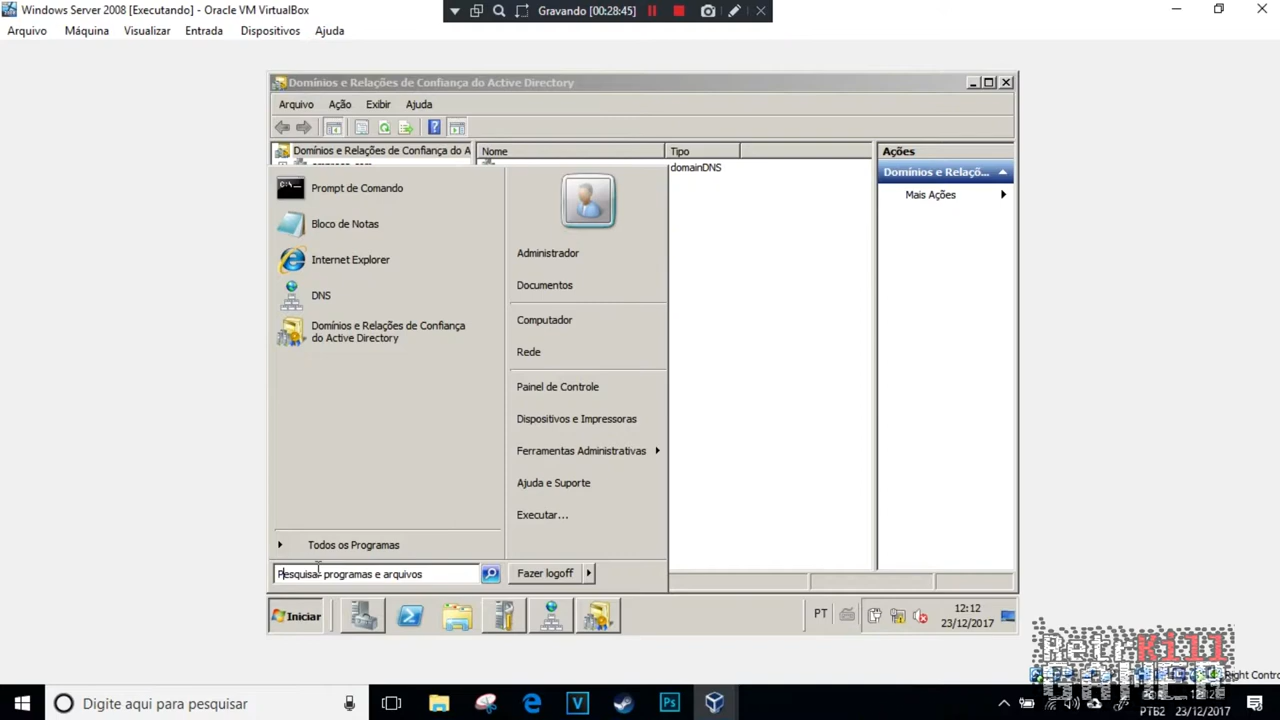 Windows Server 2008 [Executando] - Oracle VM VirtualBox
Gravando [00:28:45]
Arquivo Máquina Visualizar Entrada Dispositivos Ajuda
Domínios e Relações de Confiança do Active Directory
Arquivo Ação Exibir Ajuda
Domínios e Relações de Confiança do A
Nome Tipo
Ações
domainDNS
Domínios e Relaçõ...
Mais Ações
Prompt de Comando
Bloco de Notas
Internet Explorer
DNS
Domínios e Relações de Confiança
do Active Directory
Todos os Programas
Pesquisar programas e arquivos
Administrador
Documentos
Computador
Rede
Painel de Controle
Dispositivos e Impressoras
Ferramentas Administrativas
Ajuda e Suporte
Executar...
Fazer logoff
Iniciar
PT
12:12
23/12/2017
Retrkill
GAMER
Right Contro
Digite aqui para pesquisar
PTB2 23/12/2017